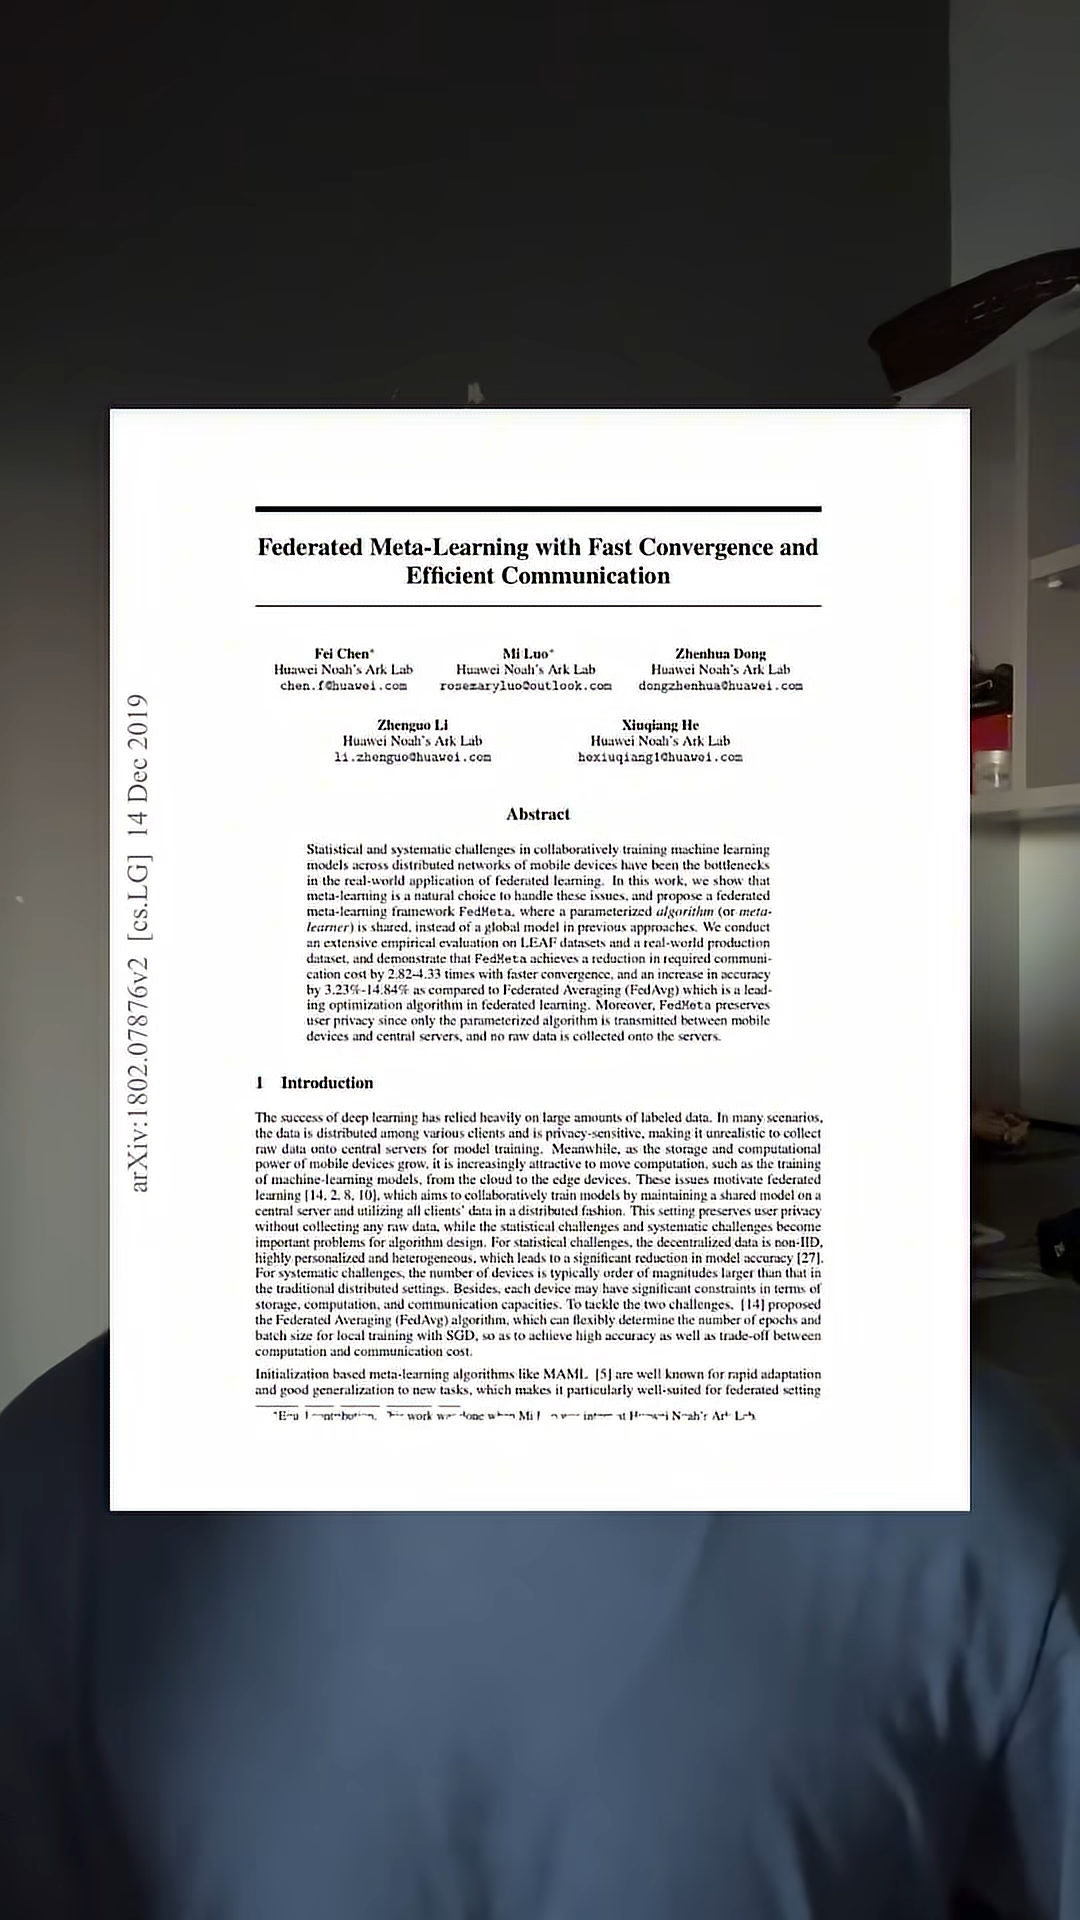 Federated Meta-Learning with Fast Convergence and
Efficient Communication
Fei Chen* Mi Luo* Zhenhua Dong
Huawei Noah's Ark Lab Huawei Noah's Ark Lab Huawei Noah's Ark Lab
chen.f@huawei.com rosemaryluo@outlook.com dongzhenhua@huawei.com
Zhenguo Li Xiuqiang He
Huawei Noah's Ark Lab Huawei Noah's Ark Lab
li.zhenguo@huawei.com hexiuqiang1@huawei.com
arXiv:1802.07876v2 [cs.LG] 14 Dec 2019
Abstract
Statistical and systematic challenges in collaboratively training machine learning
models across distributed networks of mobile devices have been the bottlenecks
in the real-world application of federated learning. In this work, we show that
meta-learning is a natural choice to handle these issues, and propose a federated
meta-learning framework FedMeta, where a parameterized algorithm (or meta-
learner) is shared, instead of a global model in previous approaches. We conduct
an extensive empirical evaluation on LEAF datasets and a real-world production
dataset, and demonstrate that FedMeta achieves a reduction in required communi-
cation cost by 2.82-4.33 times with faster convergence, and an increase in accuracy
by 3.23%-14.84% as compared to Federated Averaging (FedAvg) which is a lead-
ing optimization algorithm in federated learning. Moreover, FedMeta preserves
user privacy since only the parameterized algorithm is transmitted between mobile
devices and central servers, and no raw data is collected onto the servers.
1 Introduction
The success of deep learning has relied heavily on large amounts of labeled data. In many scenarios,
the data is distributed among various clients and is privacy-sensitive, making it unrealistic to collect
raw data onto central servers for model training. Meanwhile, as the storage and computational
power of mobile devices grow, it is increasingly attractive to move computation, such as the training
of machine-learning models, from the cloud to the edge devices. These issues motivate federated
learning [14, 2, 8, 10], which aims to collaboratively train models by maintaining a shared model on a
central server and utilizing all clients' data in a distributed fashion. This setting preserves user privacy
without collecting any raw data, while the statistical challenges and systematic challenges become
important problems for algorithm design. For statistical challenges, the decentralized data is non-IID,
highly personalized and heterogeneous, which leads to a significant reduction in model accuracy [27].
For systematic challenges, the number of devices is typically order of magnitudes larger than that in
the traditional distributed settings. Besides, each device may have significant constraints in terms of
storage, computation, and communication capacities. To tackle the two challenges, [14] proposed
the Federated Averaging (FedAvg) algorithm, which can flexibly determine the number of epochs and
batch size for local training with SGD, so as to achieve high accuracy as well as trade-off between
computation and communication cost.
Initialization based meta-learning algorithms like MAML [5] are well known for rapid adaptation
and good generalization to new tasks, which makes it particularly well-suited for federated setting
work Mi at